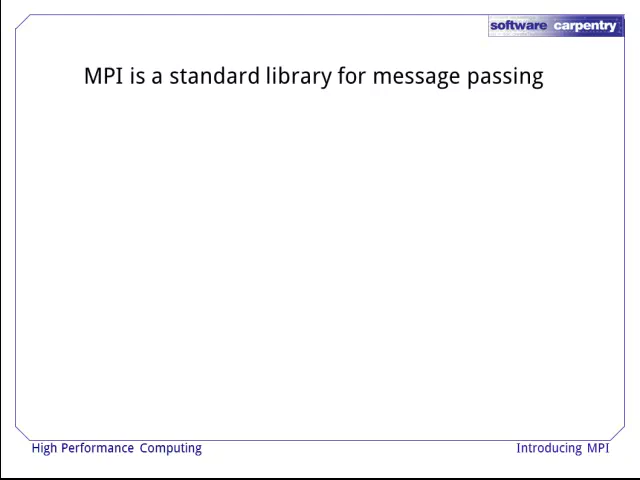 software carpentry
MPI is a standard library for message passing
High Performance Computing
Introducing MPI